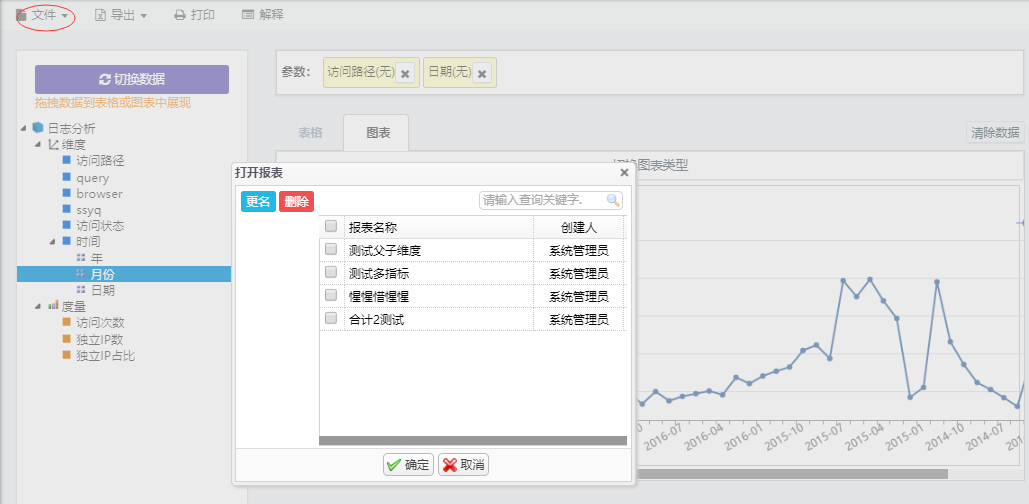 文件 导出 打印 解释
切换数据
拖拽数据到表格或图表中展现
日志分析
维度
访问路径
query
browser
ssyq
访问状态
时间
年
月份
日期
度量
访问次数
独立IP数
独立IP占比
参数: 访问路径(无) 日期(无)
表格 图表 清除数据
切换图表类型
打开报表
更名 删除 请输入查询关键字.
报表名称 创建人
测试父子维度 系统管理员
测试多指标 系统管理员
惺惺惜惺惺 系统管理员
合计2测试 系统管理员
确定 取消
2016-07 2016-04 2016-01 2015-10 2015-07 2015-04 2015-01 2014-10 2014-07